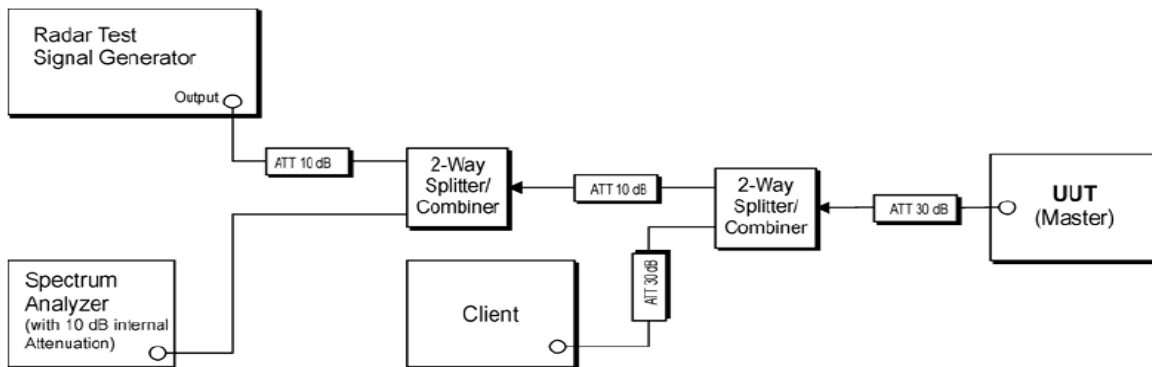 Radar Test
Signal Generator
Output
ATT 10 dB
2-Way
Splitter/
Combiner
ATT 10 dB
2-Way
Splitter/
Combiner
ATT 30 dB
UUT
(Master)
Spectrum
Analyzer
(with 10 dB internal
Attenuation)
Client
ATT 30 dB